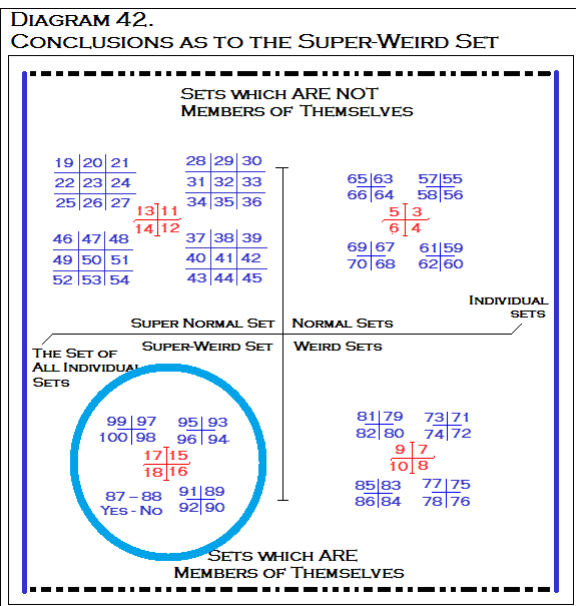 DIAGRAM 42.
CONCLUSIONS AS TO THE SUPER-WEIRD SET
SETS WHICH ARE NOT
MEMBERS OF THEMSELVES
19 20 21
22 23 24
25 26 27
28 29 30
31 32 33
34 35 36
13 11
14 12
46 47 48
49 50 51
52 53 54
37 38 39
40 41 42
43 44 45
65 63
66 64
57 55
58 56
5 3
6 4
69 67
70 68
61 59
62 60
INDIVIDUAL
SETS
SUPER NORMAL SET
NORMAL SETS
SUPER-WEIRD SET
WEIRD SETS
THE SET OF
ALL INDIVIDUAL
SETS
99 97
100 98
95 93
96 94
17 15
18 16
87 – 88
YES - NO
91 89
92 90
81 79
82 80
73 71
74 72
9 7
10 8
85 83
86 84
77 75
78 76
SETS WHICH ARE
MEMBERS OF THEMSELVES